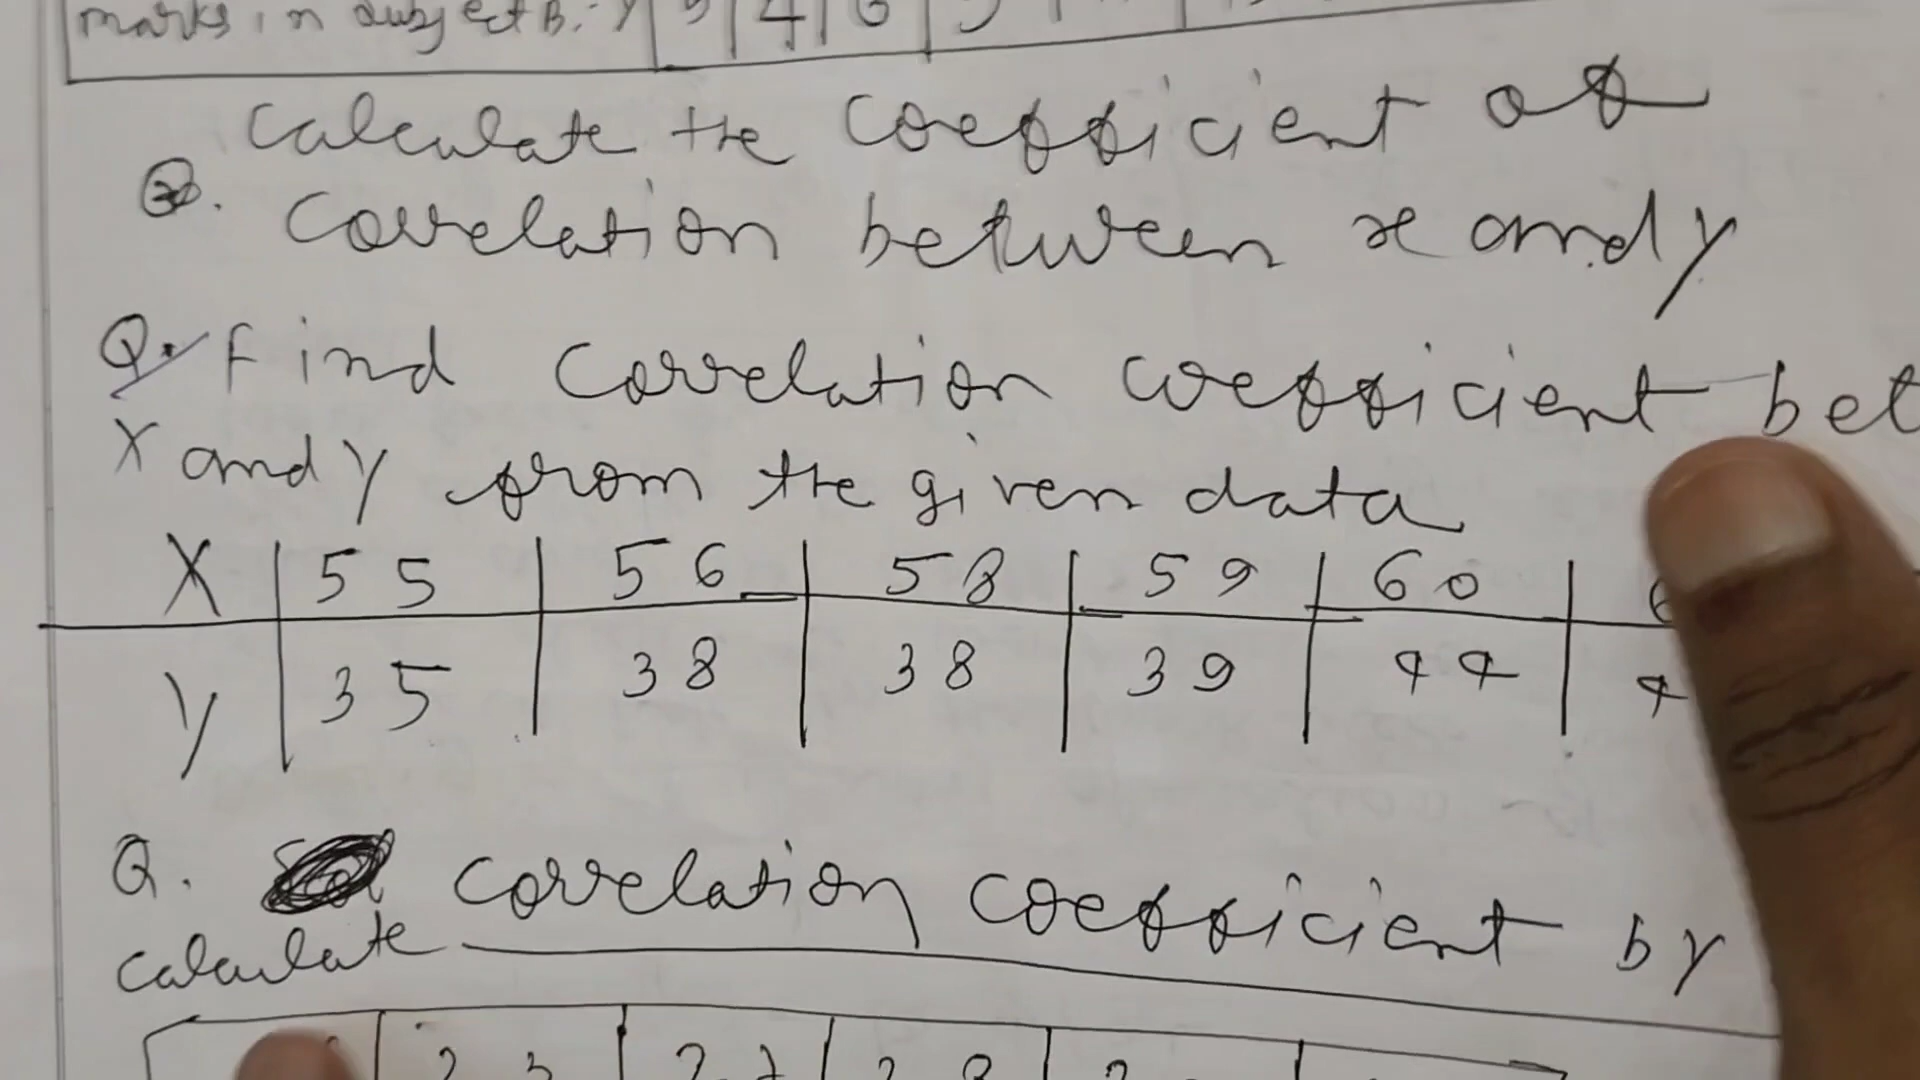 marks in subject B:- y 4 6
Calculate the coefficient of
Q. correlation between x and y
Q. Find Correlation coefficient bet
X and y from the given data
X 55 56 58 59 60
Y 35 38 38 39 44
Q. correlation coefficient by
calculate